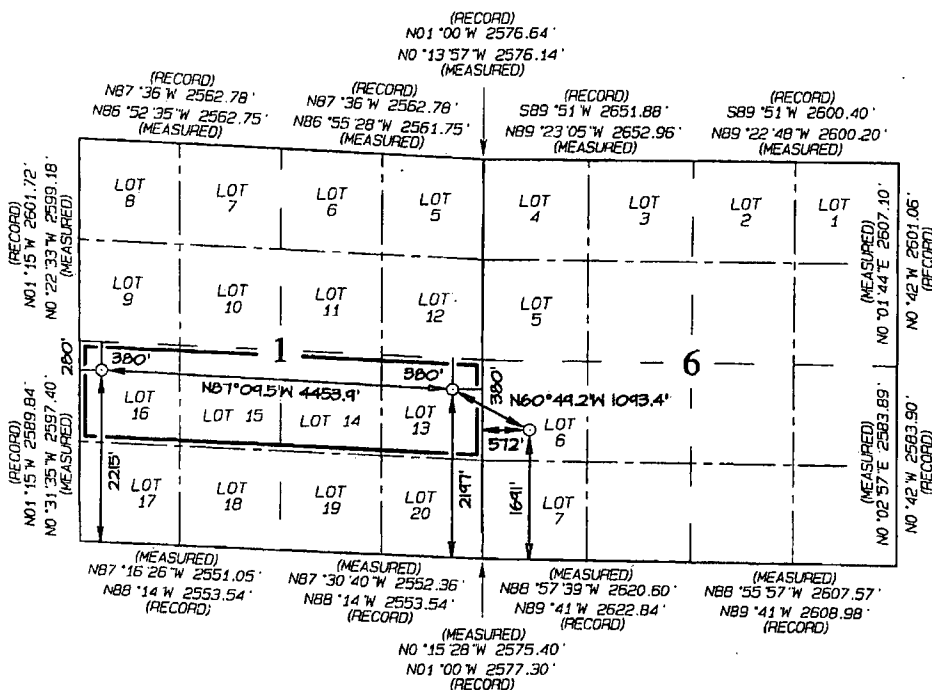 (RECORD)
N01 °00 'W 2576.64 '
N0 °13 '57 "W 2576.14 '
(MEASURED)
(RECORD)
N87 °36 'W 2562.78 '
N86 °52 '35 "W 2562.75 '
(MEASURED)
(RECORD)
N87 °36 'W 2562.78 '
N86 °55 '28 "W 2561.75 '
(MEASURED)
(RECORD)
S89 °51 'W 2651.88 '
N89 °23 '05 "W 2652.96 '
(MEASURED)
(RECORD)
S89 °51 'W 2600.40 '
N89 °22 '48 "W 2600.20 '
(MEASURED)
(RECORD)
N01 °15 'W 2601.72 '
N0 °22 '33 "W 2599.18 '
(MEASURED)
LOT
8
LOT
7
LOT
6
LOT
5
LOT
4
LOT
3
LOT
2
LOT
1
(MEASURED)
N0 °01 '44 "E 2607.10 '
N0 °42 'W 2601.06 '
(RECORD)
LOT
9
LOT
10
LOT
11
LOT
12
LOT
5
1
6
280'
380'
N87°09.5'W 4453.9'
380'
380'
N60°49.2'W 1093.4'
(RECORD)
N01 °15 'W 2589.84 '
N0 °31 '35 "W 2597.40 '
(MEASURED)
LOT
16
LOT 15
LOT 14
LOT
13
572'
LOT
6
2215'
2197'
1691'
(MEASURED)
N0 °02 '57 "E 2583.89 '
N0 °42 'W 2583.90 '
(RECORD)
LOT
17
LOT
18
LOT
19
LOT
20
LOT
7
(MEASURED)
N87 °16 '26 "W 2551.05 '
N88 °14 'W 2553.54 '
(RECORD)
(MEASURED)
N87 °30 '40 "W 2552.36 '
N88 °14 'W 2553.54 '
(RECORD)
(MEASURED)
N88 °57 '39 "W 2620.60 '
N89 °41 'W 2622.84 '
(RECORD)
(MEASURED)
N88 °55 '57 "W 2607.57 '
N89 °41 'W 2608.98 '
(RECORD)
(MEASURED)
N0 °15 '28 "W 2575.40 '
N01 °00 'W 2577.30 '
(RECORD)